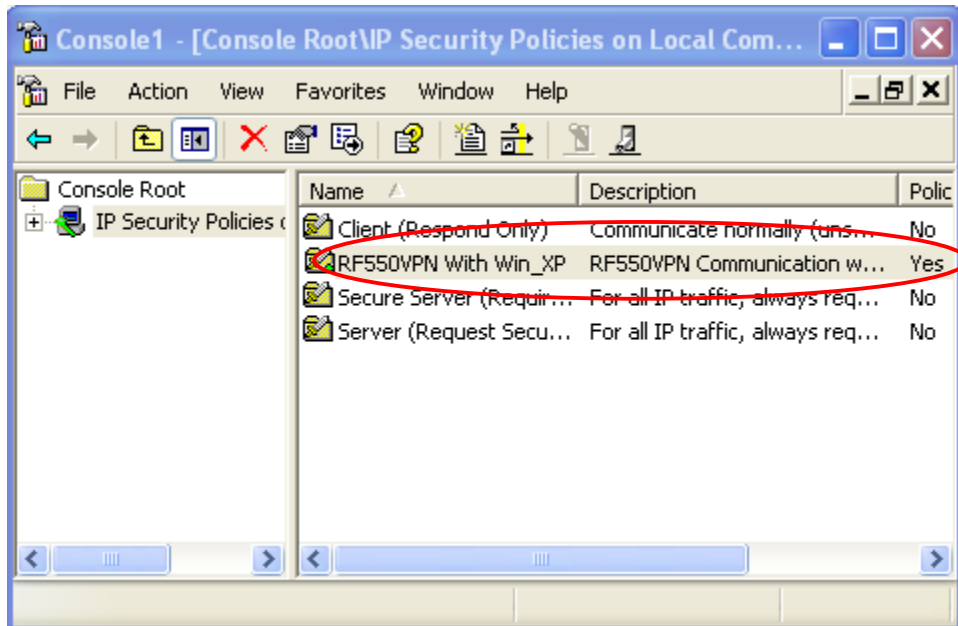 Console1 - [Console Root\IP Security Policies on Local Com...
File Action View Favorites Window Help
Console Root
IP Security Policies
Name Description Polic
Client (Respond Only) Communicate normally (uns... No
RF550VPN With Win_XP RF550VPN Communication w... Yes
Secure Server (Requir... For all IP traffic, always req... No
Server (Request Secu... For all IP traffic, always req... No